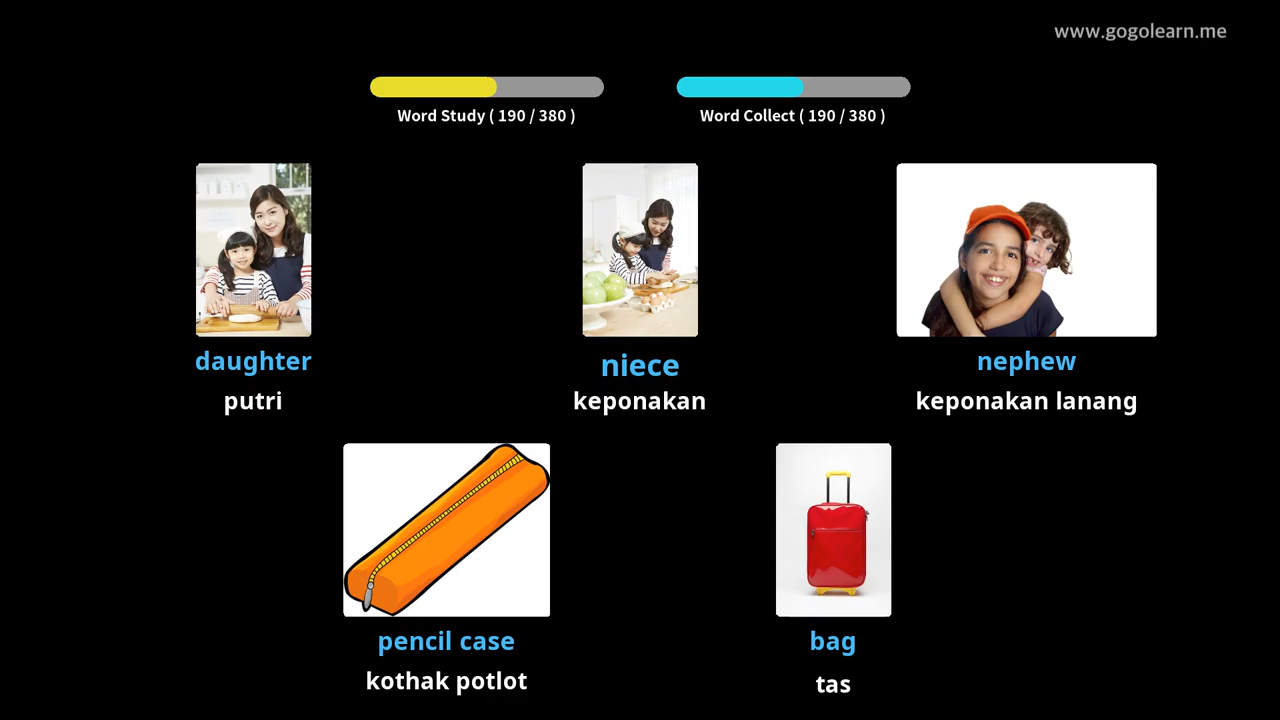 www.gogolearn.me
Word Study ( 190 / 380 )
Word Collect ( 190 / 380 )
daughter
putri
niece
keponakan
nephew
keponakan lanang
pencil case
kothak potlot
bag
tas